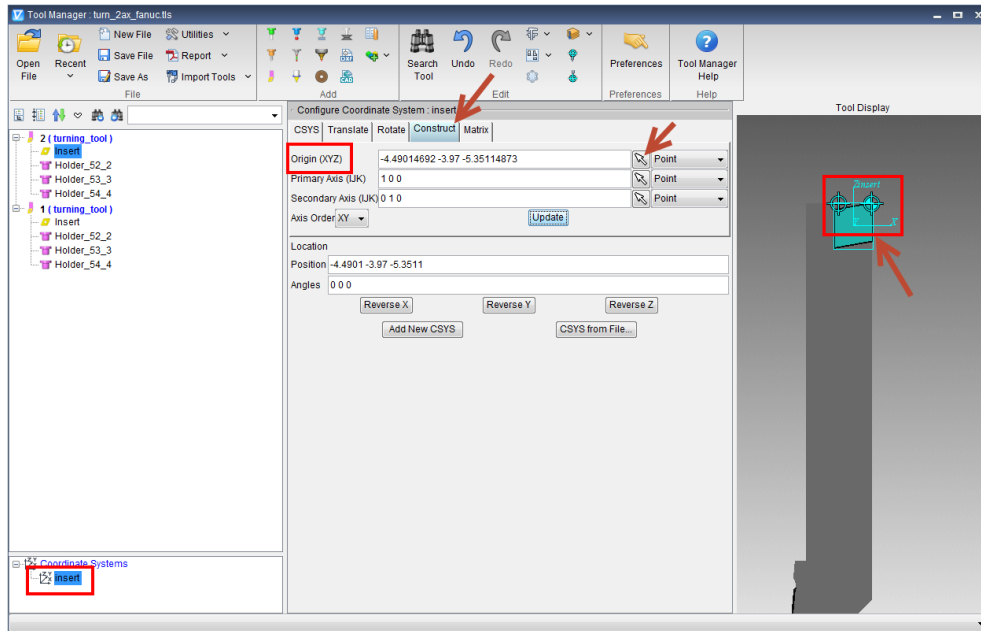 Tool Manager : turn_2ax_fanuc.tls
New File Utilities
Save File Report
Open File Recent Save As Import Tools
File
Add
Search Tool Undo Redo
Edit
Preferences
Preferences
Tool Manager Help
Help
Configure Coordinate System : insert
CSYS Translate Rotate Construct Matrix
Origin (XYZ) -4.49014692 -3.97 -5.35114873 Point
Primary Axis (IJK) 1 0 0 Point
Secondary Axis (IJK) 0 1 0 Point
Axis Order XY Update
Location
Position -4.4901 -3.97 -5.3511
Angles 0 0 0
Reverse X Reverse Y Reverse Z
Add New CSYS CSYS from File...
2 ( turning_tool )
Insert
Holder_52_2
Holder_53_3
Holder_54_4
1 ( turning_tool )
Insert
Holder_52_2
Holder_53_3
Holder_54_4
Coordinate Systems
insert
Tool Display
Zinsert
Y X